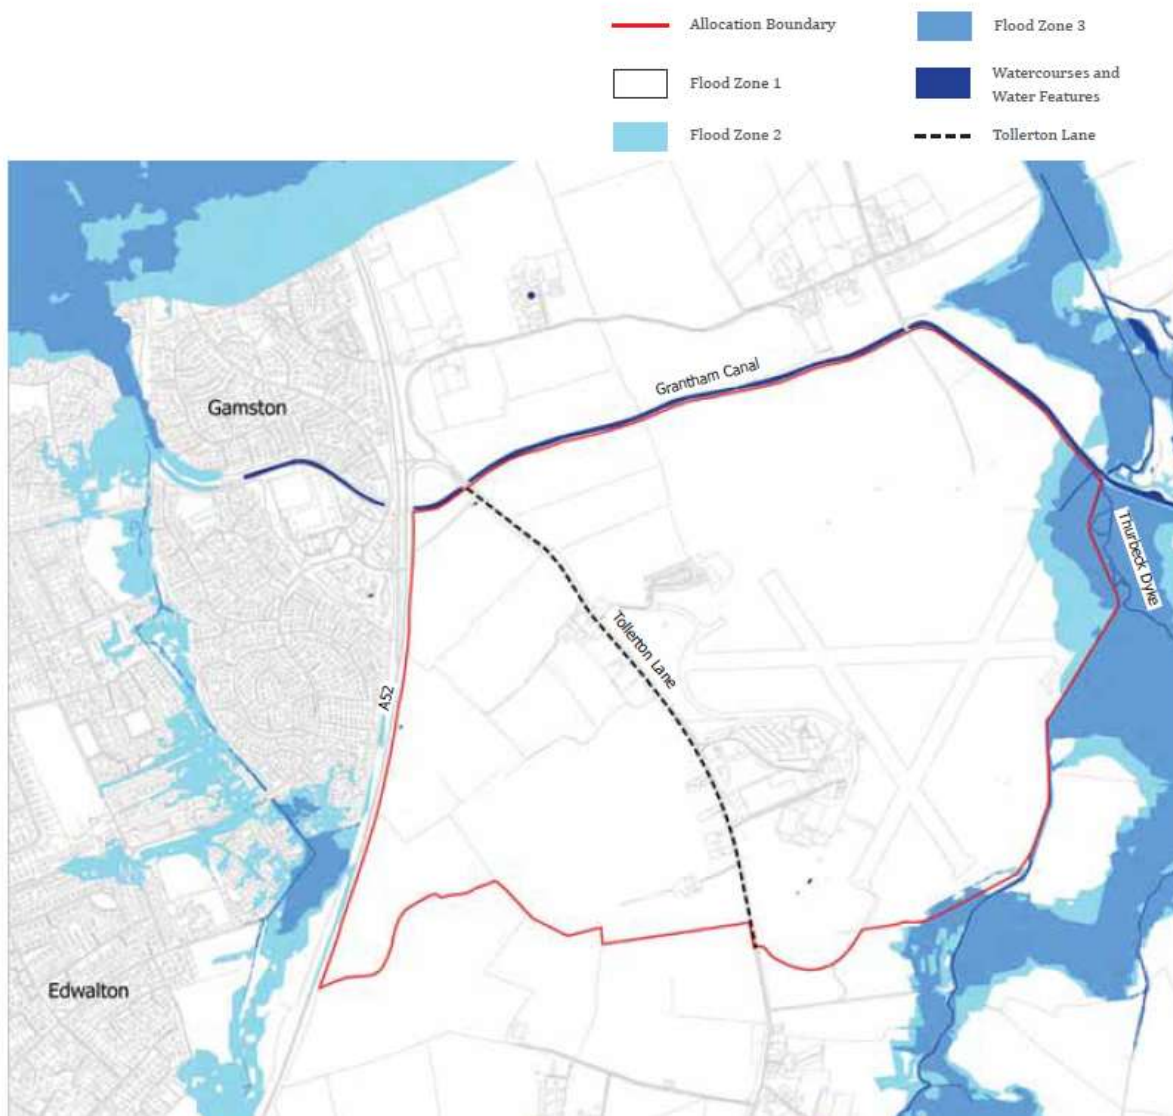 Allocation Boundary
Flood Zone 3
Flood Zone 1
Watercourses and
Water Features
Flood Zone 2
Tollerton Lane
Grantham Canal
Gamston
Thurbeck Dyke
Tollerton Lane
A52
Edwalton